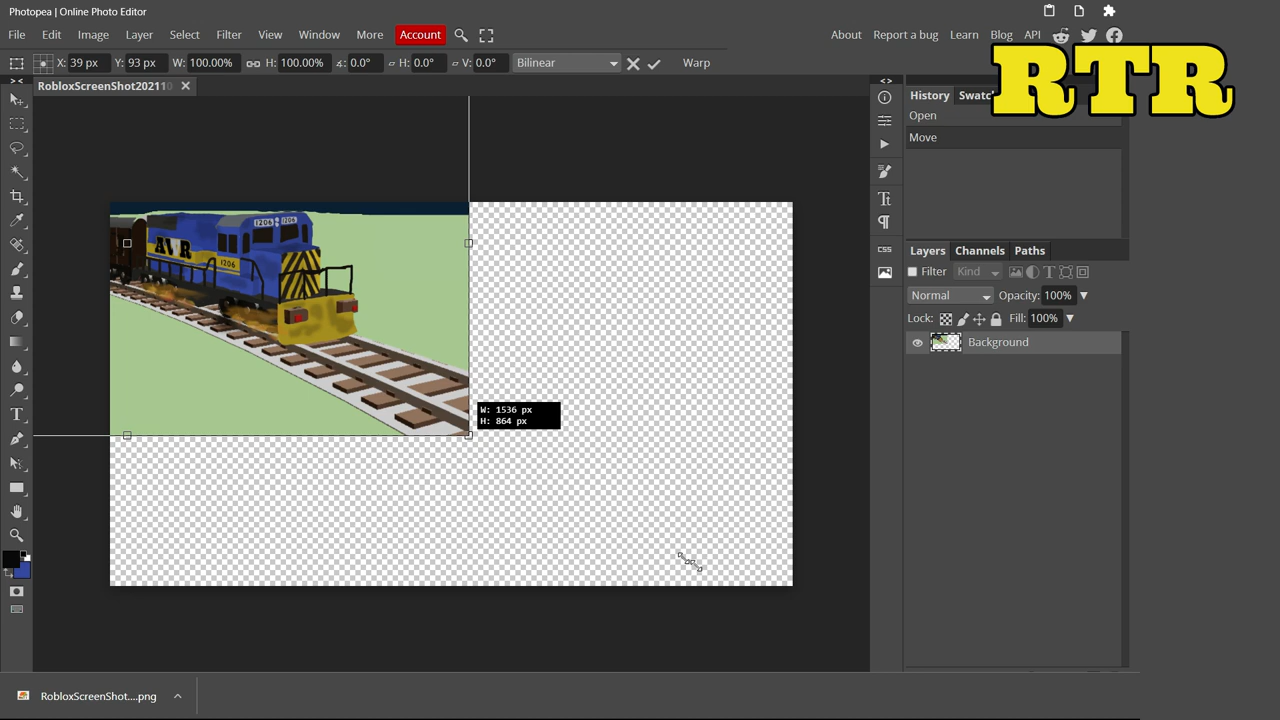 Photopea | Online Photo Editor
File Edit Image Layer Select Filter View Window More Account About Report a bug Learn Blog API
X: 39 px Y: 93 px W: 100.00% H: 100.00% 0.0° H: 0.0° V: 0.0° Bilinear Warp
RTR
RobloxScreenShot202110
History Swatc
Open
Move
1206 1206
AVR
1206
Layers Channels Paths
Filter Kind
Normal Opacity: 100%
Lock: Fill: 100%
Background
W: 1536 px
H: 864 px
RobloxScreenShot....png